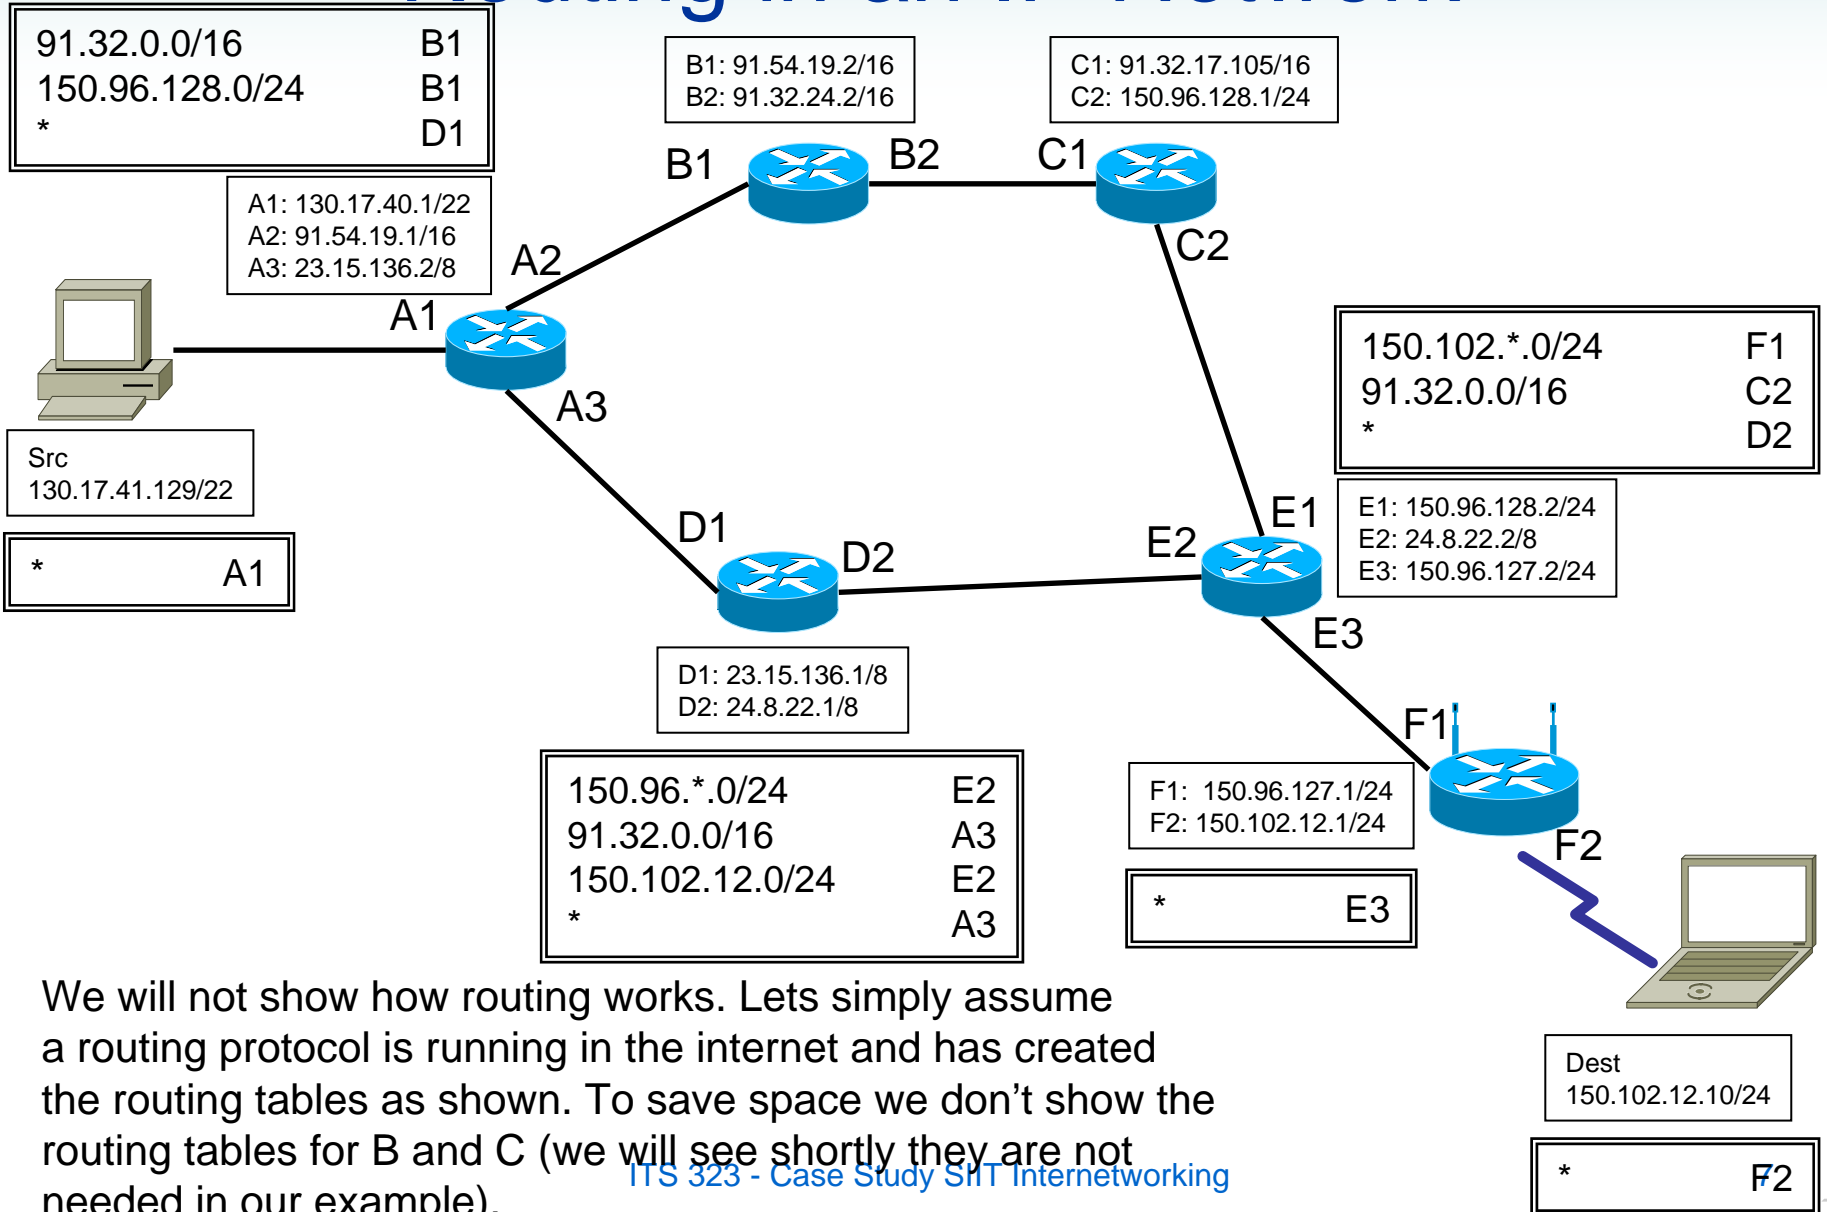 Routing in an IP Network
91.32.0.0/16 B1
150.96.128.0/24 B1
* D1
B1: 91.54.19.2/16
B2: 91.32.24.2/16
C1: 91.32.17.105/16
C2: 150.96.128.1/24
B1
B2
C1
C2
A1: 130.17.40.1/22
A2: 91.54.19.1/16
A3: 23.15.136.2/8
A2
A1
A3
Src
130.17.41.129/22
* A1
150.102.*.0/24 F1
91.32.0.0/16 C2
* D2
E1: 150.96.128.2/24
E2: 24.8.22.2/8
E3: 150.96.127.2/24
D1
D2
E2
E1
E3
D1: 23.15.136.1/8
D2: 24.8.22.1/8
150.96.*.0/24 E2
91.32.0.0/16 A3
150.102.12.0/24 E2
* A3
F1
F1: 150.96.127.1/24
F2: 150.102.12.1/24
F2
* E3
We will not show how routing works. Lets simply assume
a routing protocol is running in the internet and has created
the routing tables as shown. To save space we don't show the
routing tables for B and C (we will see shortly they are not
needed in our example).
Dest
150.102.12.10/24
* F2
ITS 323 - Case Study SIIT Internetworking
7